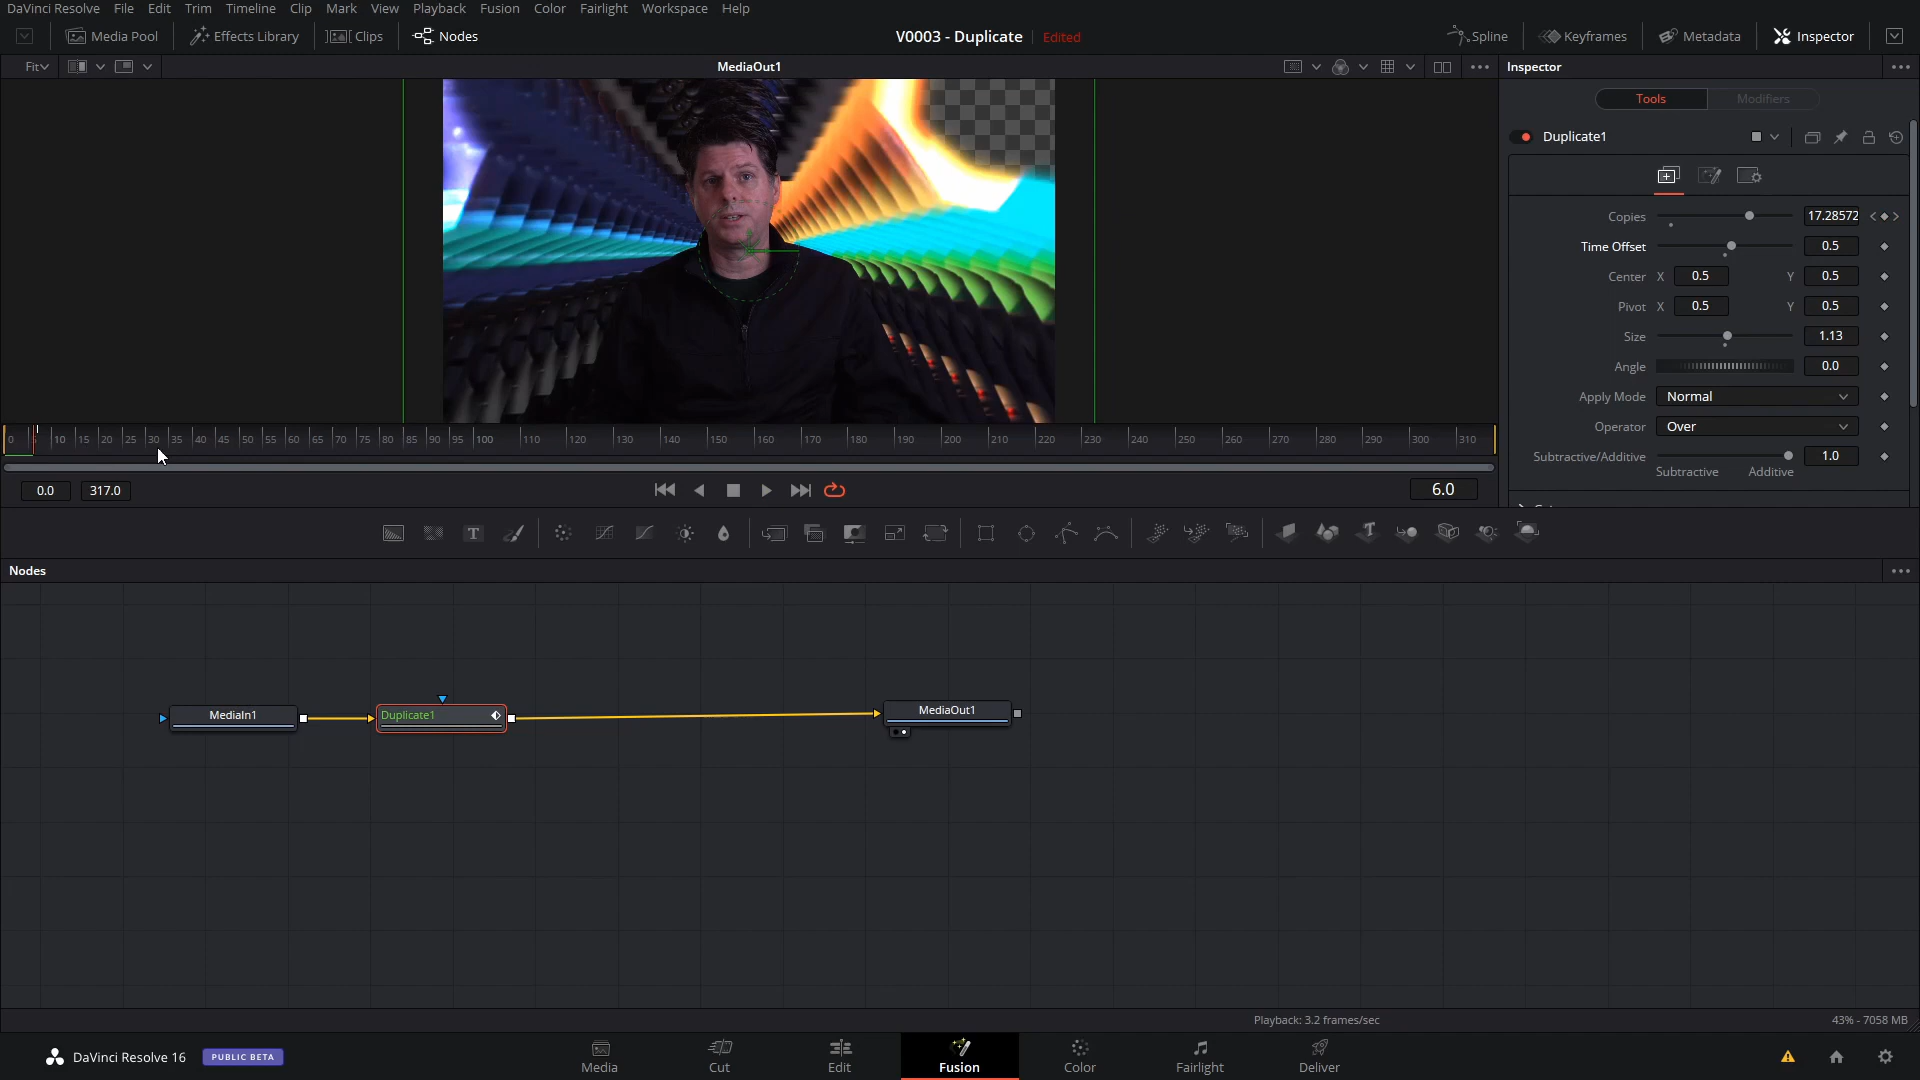 DaVinci Resolve File Edit Trim Timeline Clip Mark View Playback Fusion Color Fairlight Workspace Help
Media Pool Effects Library Clips Nodes V0003 - Duplicate Edited Spline Keyframes Metadata Inspector
Fit MediaOut1 Inspector
Tools Modifiers
Duplicate1
Copies 17.28572
Time Offset 0.5
Center X 0.5 Y 0.5
Pivot X 0.5 Y 0.5
Size 1.13
Angle 0.0
Apply Mode Normal
Operator Over
Subtractive/Additive 1.0
Subtractive Additive
0 10 15 20 25 30 35 40 45 50 55 60 65 70 75 80 85 90 95 100 110 120 130 140 150 160 170 180 190 200 210 220 230 240 250 260 270 280 290 300 310
0.0 317.0 6.0
Nodes
MediaIn1 Duplicate1 MediaOut1
Playback: 3.2 frames/sec 43% - 7058 MB
DaVinci Resolve 16 PUBLIC BETA Media Cut Edit Fusion Color Fairlight Deliver